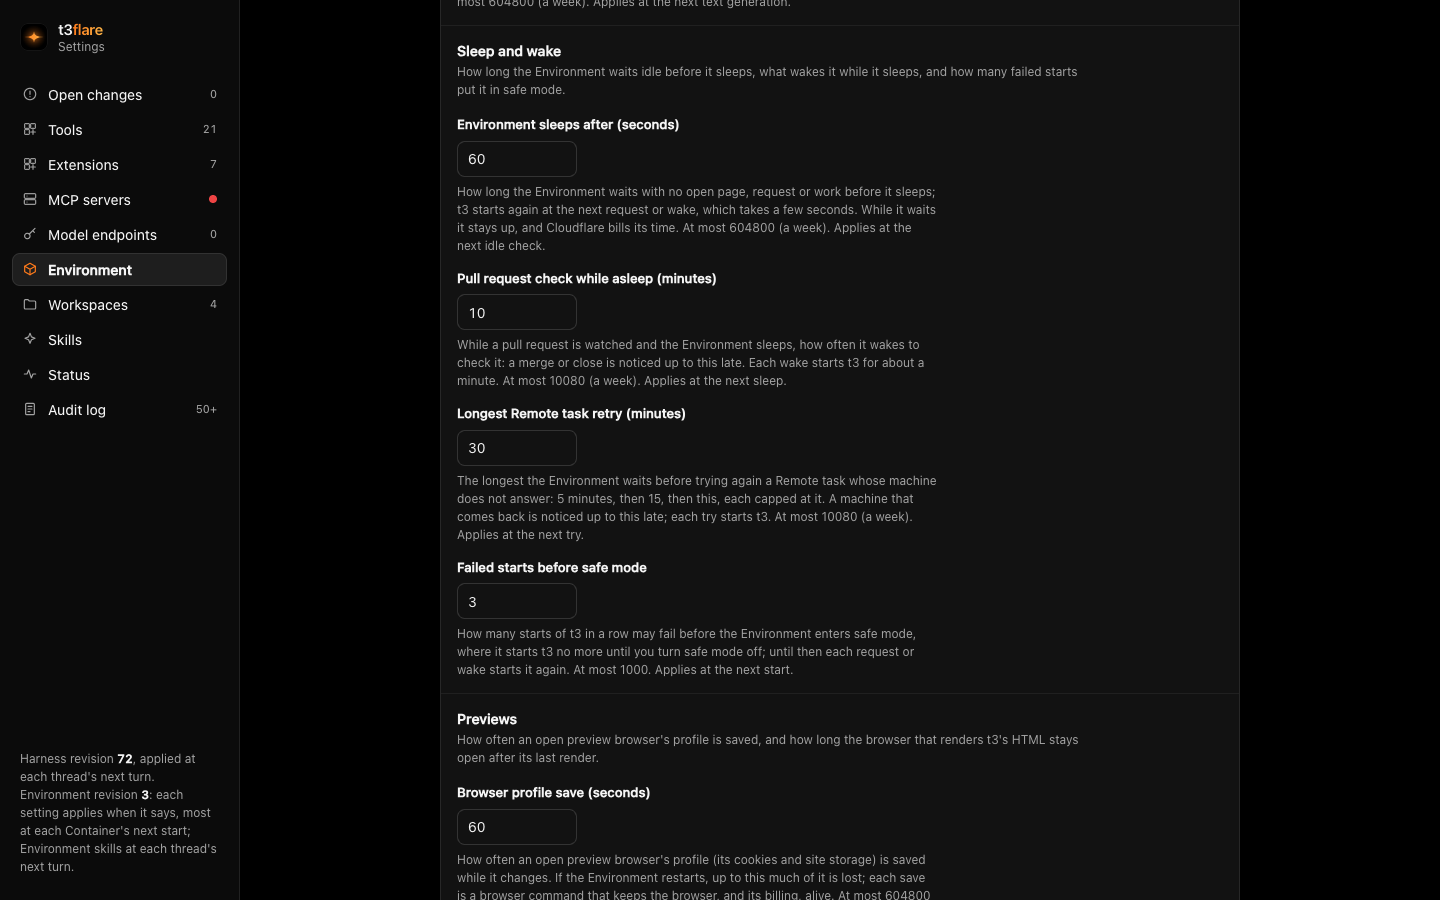 t3flare
Settings
Open changes 0
Tools 21
Extensions 7
MCP servers
Model endpoints 0
Environment
Workspaces 4
Skills
Status
Audit log 50+
Harness revision 72, applied at
each thread's next turn.
Environment revision 3: each
setting applies when it says, most
at each Container's next start;
Environment skills at each thread's
next turn.
most 604800 (a week). Applies at the next text generation.
Sleep and wake
How long the Environment waits idle before it sleeps, what wakes it while it sleeps, and how many failed starts
put it in safe mode.
Environment sleeps after (seconds)
60
How long the Environment waits with no open page, request or work before it sleeps;
t3 starts again at the next request or wake, which takes a few seconds. While it waits
it stays up, and Cloudflare bills its time. At most 604800 (a week). Applies at the
next idle check.
Pull request check while asleep (minutes)
10
While a pull request is watched and the Environment sleeps, how often it wakes to
check it: a merge or close is noticed up to this late. Each wake starts t3 for about a
minute. At most 10080 (a week). Applies at the next sleep.
Longest Remote task retry (minutes)
30
The longest the Environment waits before trying again a Remote task whose machine
does not answer: 5 minutes, then 15, then this, each capped at it. A machine that
comes back is noticed up to this late; each try starts t3. At most 10080 (a week).
Applies at the next try.
Failed starts before safe mode
3
How many starts of t3 in a row may fail before the Environment enters safe mode,
where it starts t3 no more until you turn safe mode off; until then each request or
wake starts it again. At most 1000. Applies at the next start.
Previews
How often an open preview browser's profile is saved, and how long the browser that renders t3's HTML stays
open after its last render.
Browser profile save (seconds)
60
How often an open preview browser's profile (its cookies and site storage) is saved
while it changes. If the Environment restarts, up to this much of it is lost; each save
is a browser command that keeps the browser, and its billing, alive. At most 604800